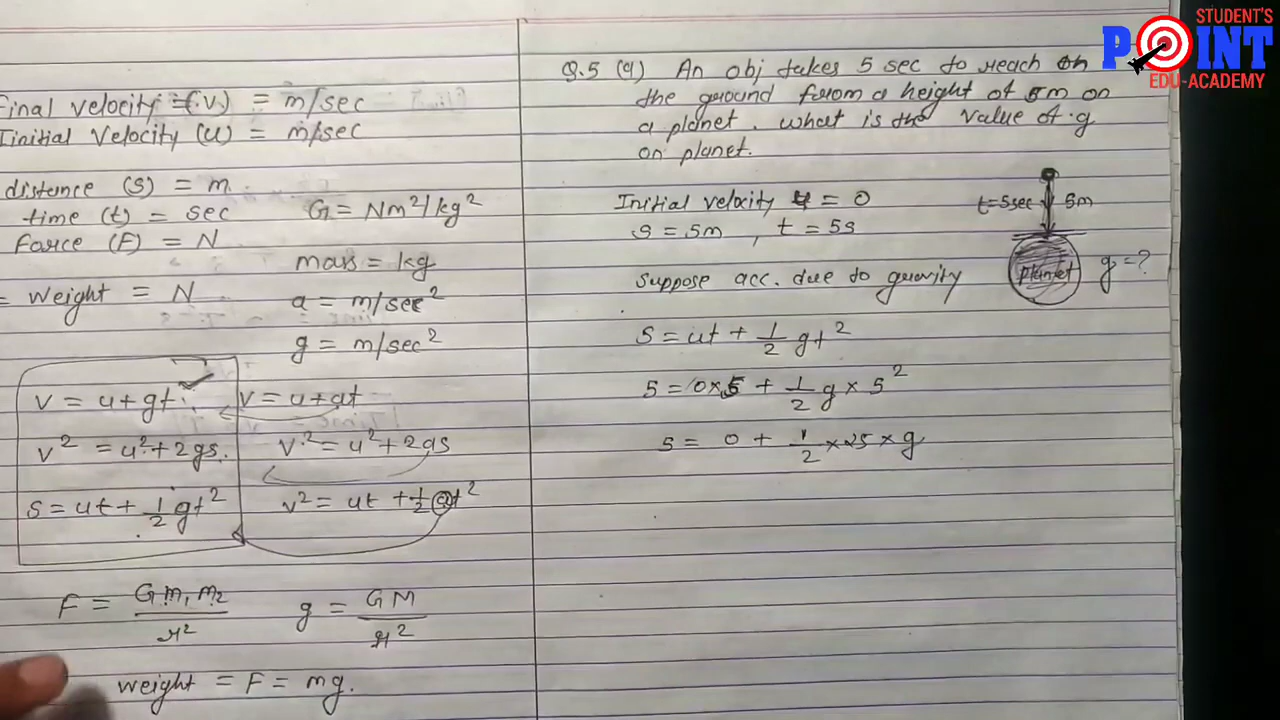 STUDENT'S
POINT
EDU-ACADEMY
Final velocity = (v) = m/sec
Iinitial Velocity (u) = m/sec
distence (s) = m
time (t) = sec
G = Nm²/kg²
Farce (F) = N
mass = kg
= Weight = N
a = m/sec²
g = m/sec²
v = u+gt
v = u+at
v² = u²+2gs.
v² = u²+2as
s = ut + 1/2 gt²
v² = ut + 1/2 at²
F = G m₁ m₂ / r²
g = GM / r²
weight = F = mg.
Q.5 (a) An obj takes 5 sec to reach on
the ground from a height of 5m on
a planet. what is the value of g
on planet.
Initial velocity u = 0
s = 5m , t = 5s
t=5sec
5m
Planet
g=?
Suppose acc. due to gravity
s = ut + 1/2 gt²
5 = 0×5 + 1/2 g × 5²
5 = 0 + 1/2 × 25 × g